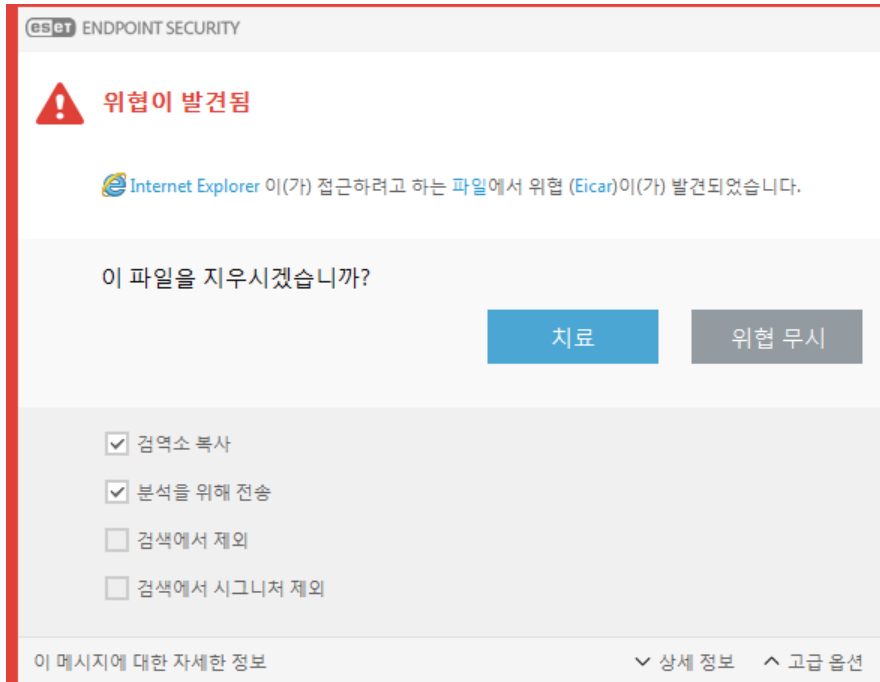 eset ENDPOINT SECURITY
위협이 발견됨
Internet Explorer 이(가) 접근하려고 하는 파일에서 위협 (Eicar)이(가) 발견되었습니다.
이 파일을 지우시겠습니까?
치료 위협 무시
검역소 복사
분석을 위해 전송
검색에서 제외
검색에서 시그니처 제외
이 메시지에 대한 자세한 정보 상세 정보 고급 옵션